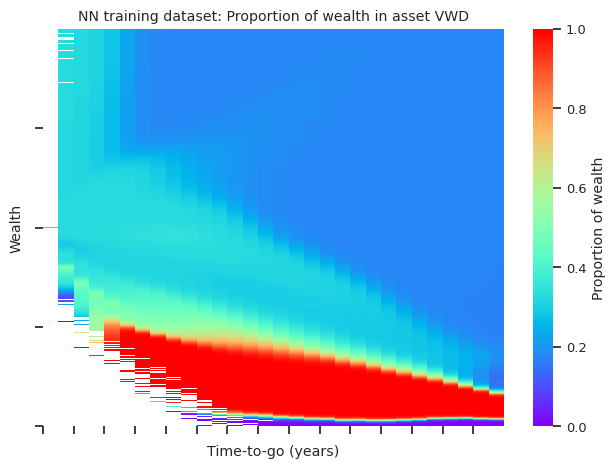 NN training dataset: Proportion of wealth in asset VWD
Wealth
Time-to-go (years)
1.0
0.8
0.6
0.4
0.2
0.0
Proportion of wealth